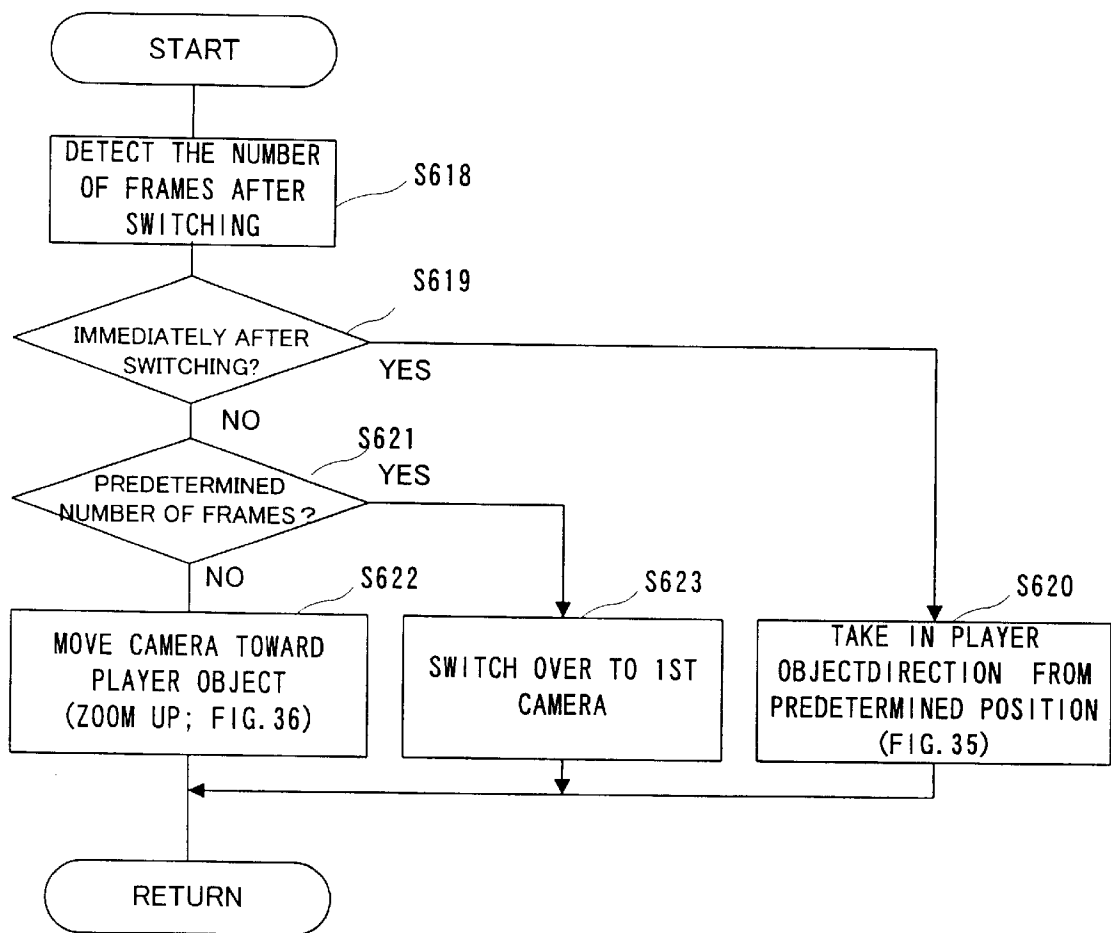 START
DETECT THE NUMBER
OF FRAMES AFTER
SWITCHING
S618
S619
IMMEDIATELY AFTER
SWITCHING?
YES
NO
S621
PREDETERMINED
NUMBER OF FRAMES?
YES
NO
S622
MOVE CAMERA TOWARD
PLAYER OBJECT
(ZOOM UP; FIG.36)
S623
SWITCH OVER TO 1ST
CAMERA
S620
TAKE IN PLAYER
OBJECTDIRECTION FROM
PREDETERMINED POSITION
(FIG.35)
RETURN